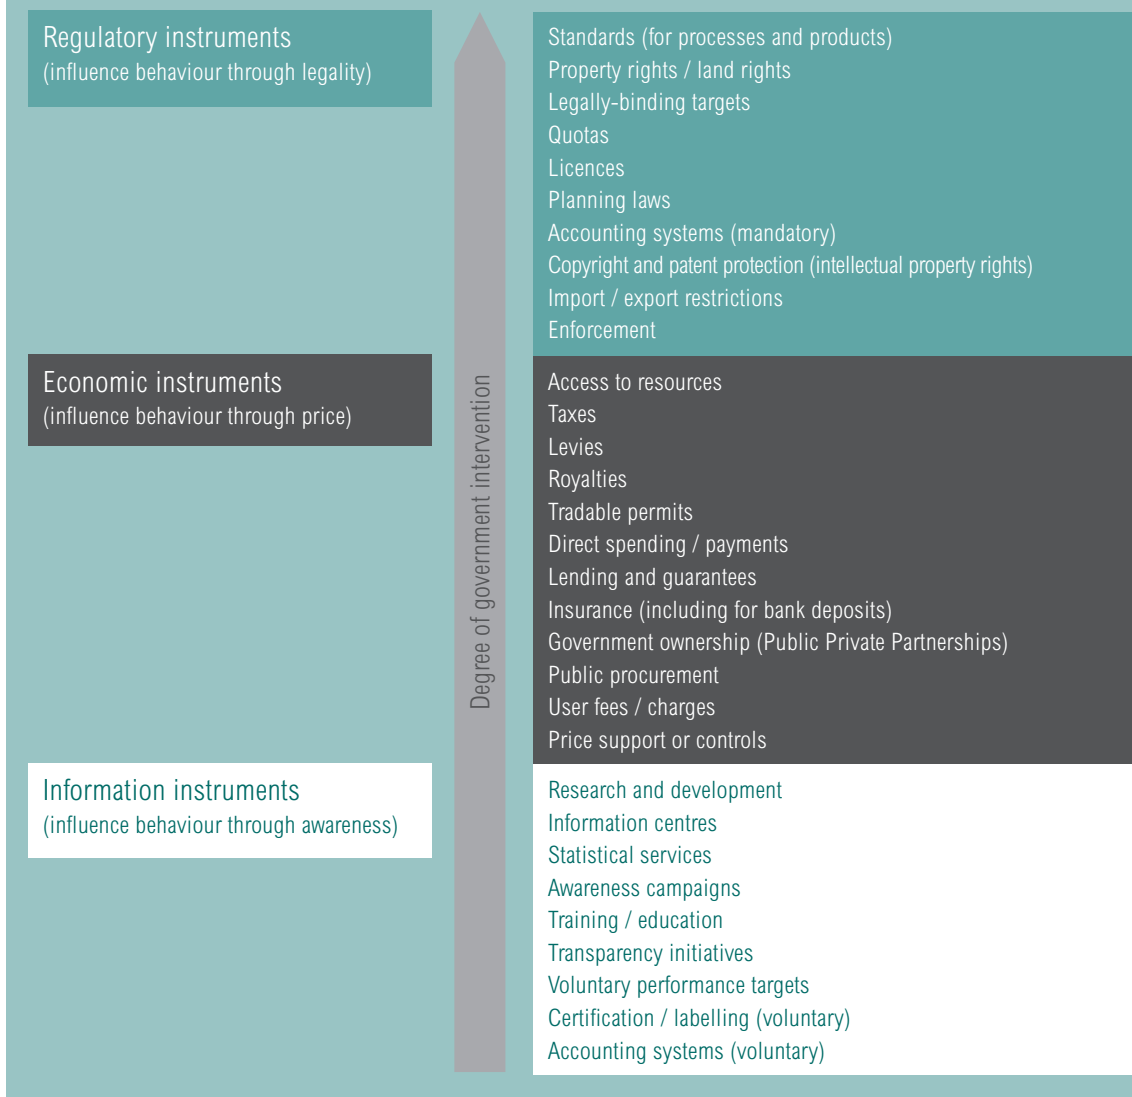 Regulatory instruments
(influence behaviour through legality)
Standards (for processes and products)
Property rights / land rights
Legally-binding targets
Quotas
Licences
Planning laws
Accounting systems (mandatory)
Copyright and patent protection (intellectual property rights)
Import / export restrictions
Enforcement
Economic instruments
(influence behaviour through price)
Access to resources
Taxes
Levies
Royalties
Tradable permits
Direct spending / payments
Lending and guarantees
Insurance (including for bank deposits)
Government ownership (Public Private Partnerships)
Public procurement
User fees / charges
Price support or controls
Information instruments
(influence behaviour through awareness)
Research and development
Information centres
Statistical services
Awareness campaigns
Training / education
Transparency initiatives
Voluntary performance targets
Certification / labelling (voluntary)
Accounting systems (voluntary)
Degree of government intervention